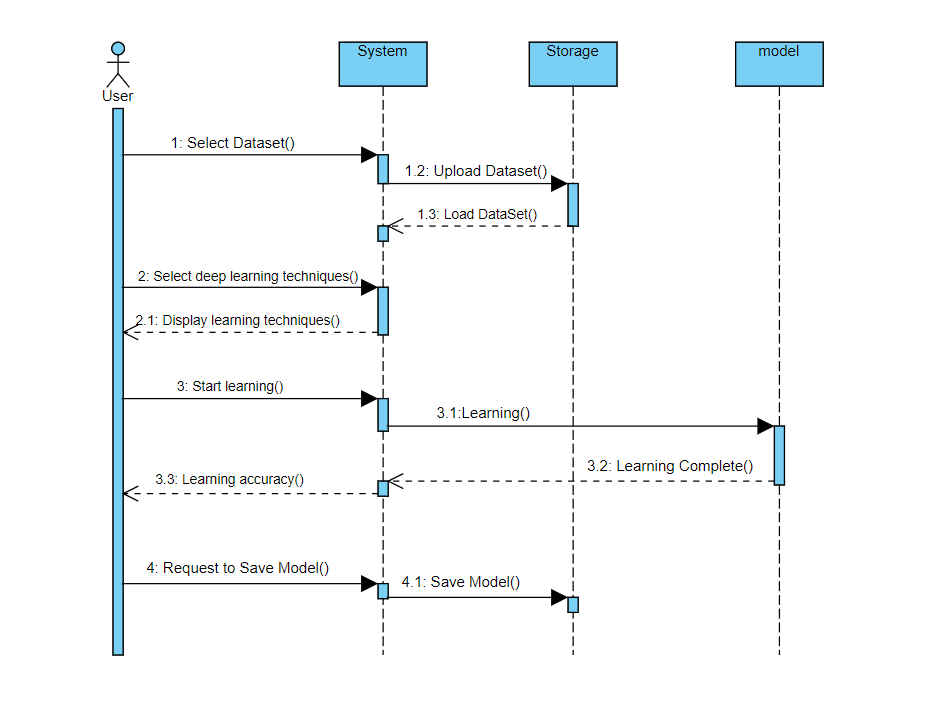 System
Storage
model
User
1: Select Dataset()
1.2: Upload Dataset()
1.3: Load DataSet()
2: Select deep learning techniques()
2.1: Display learning techniques()
3: Start learning()
3.1:Learning()
3.2: Learning Complete()
3.3: Learning accuracy()
4: Request to Save Model()
4.1: Save Model()